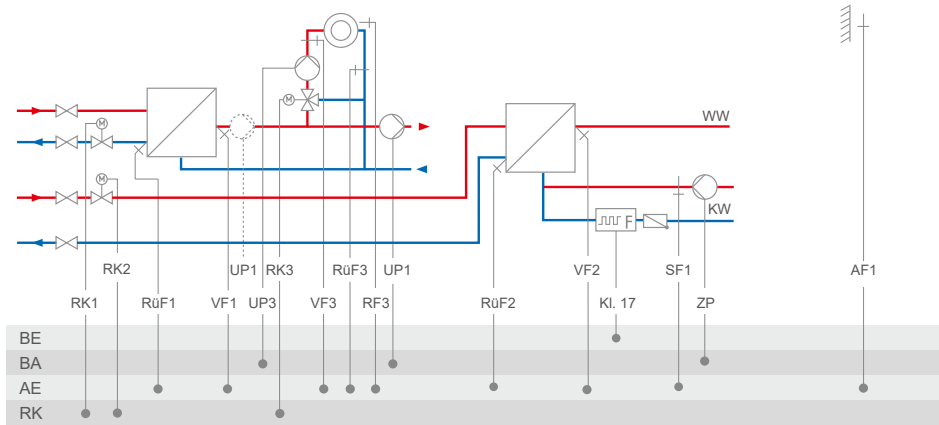 WW
M
M
M
F
KW
RK2
UP1
RK3
RüF3
UP1
VF2
SF1
AF1
RK1
RüF1
VF1
UP3
VF3
RF3
RüF2
Kl. 17
ZP
BE
BA
AE
RK